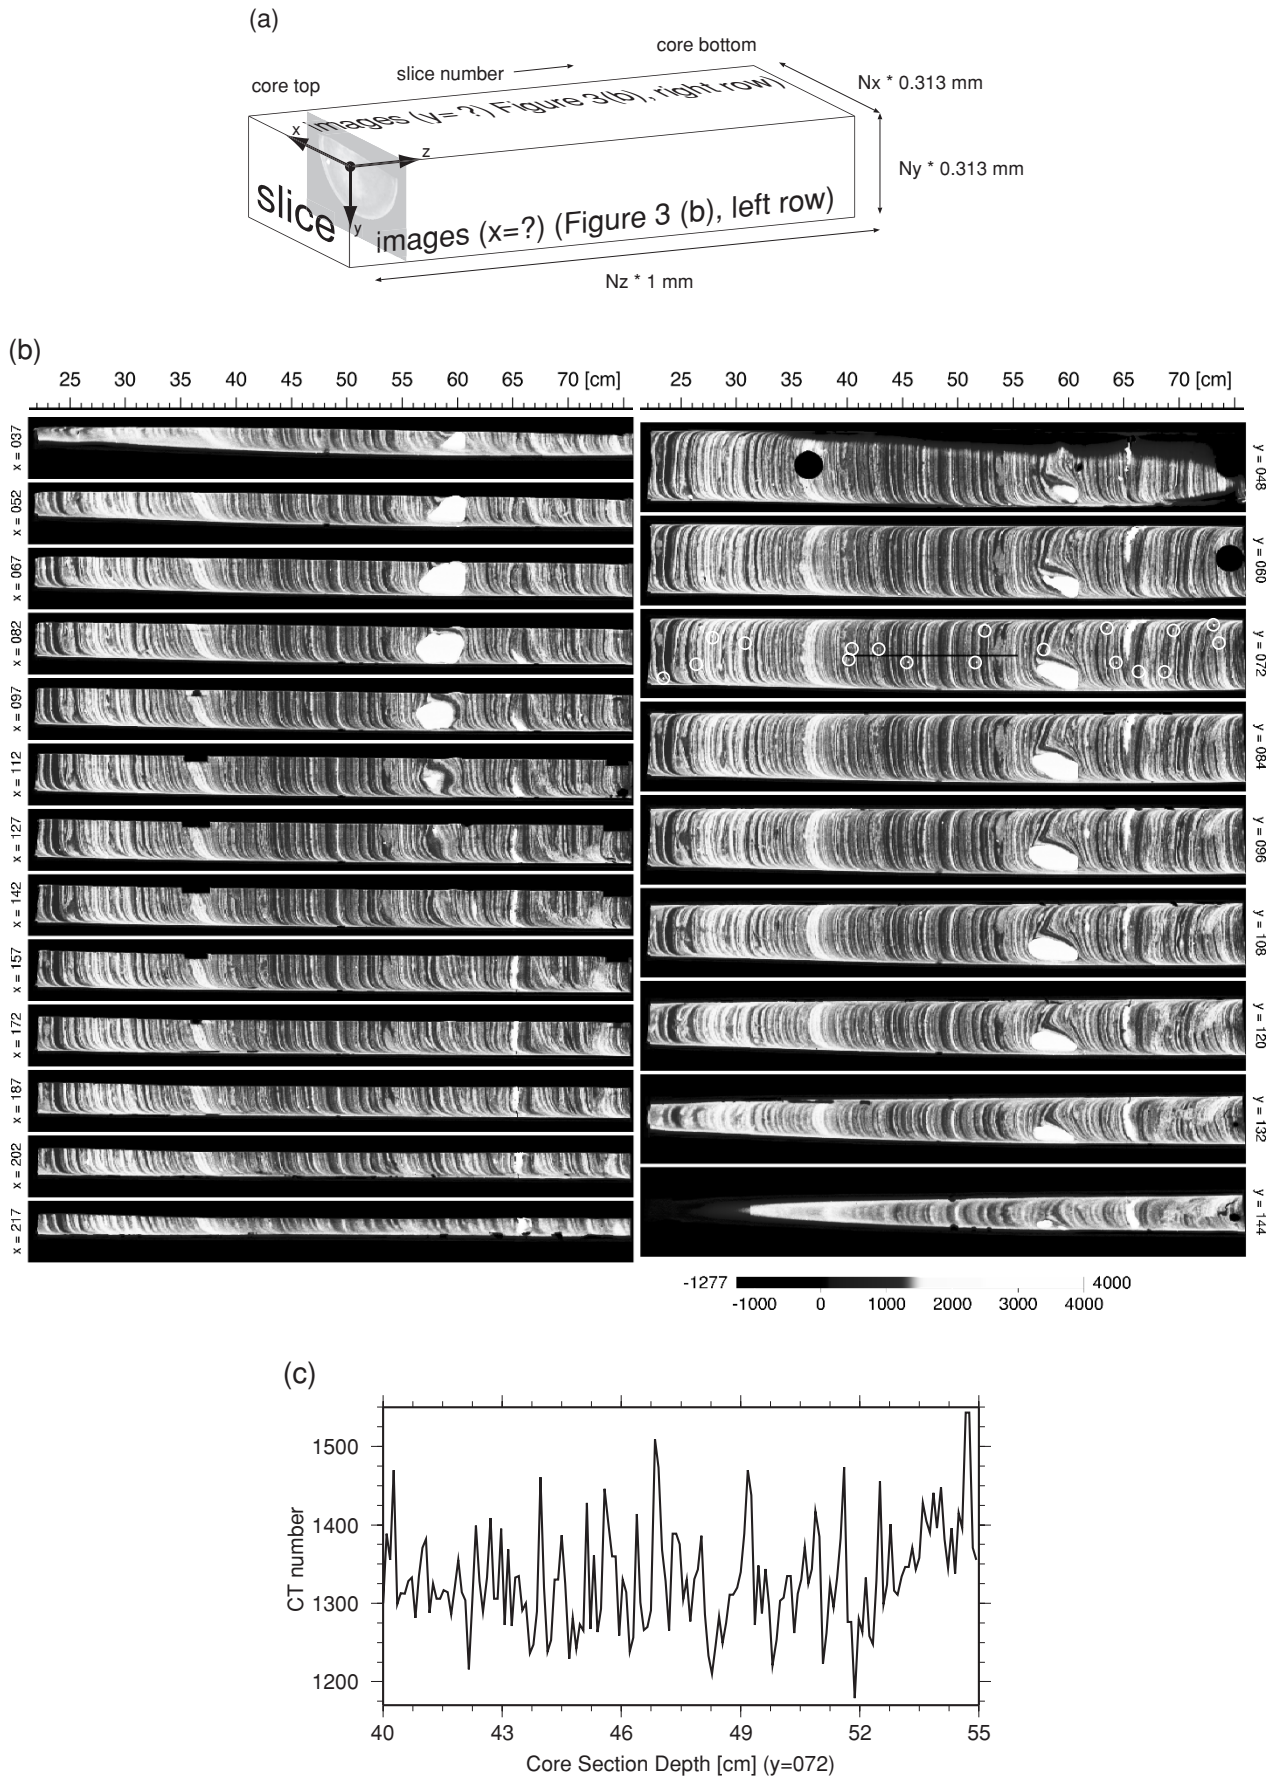 (a)
core bottom
slice number
core top
Nx * 0.313 mm
images (y=?) Figure 3(b), right row)
x
z
Ny * 0.313 mm
slice
y
images (x=?) (Figure 3 (b), left row)
Nz * 1 mm
(b)
25 30 35 40 45 50 55 60 65 70 [cm]
25 30 35 40 45 50 55 60 65 70 [cm]
x = 037
x = 052
x = 067
x = 082
x = 097
x = 112
x = 127
x = 142
x = 157
x = 172
x = 187
x = 202
x = 217
y = 048
y = 060
y = 072
y = 084
y = 096
y = 108
y = 120
y = 132
y = 144
-1277 4000
-1000 0 1000 2000 3000 4000
(c)
1500
1400
1300
1200
CT number
40 43 46 49 52 55
Core Section Depth [cm] (y=072)